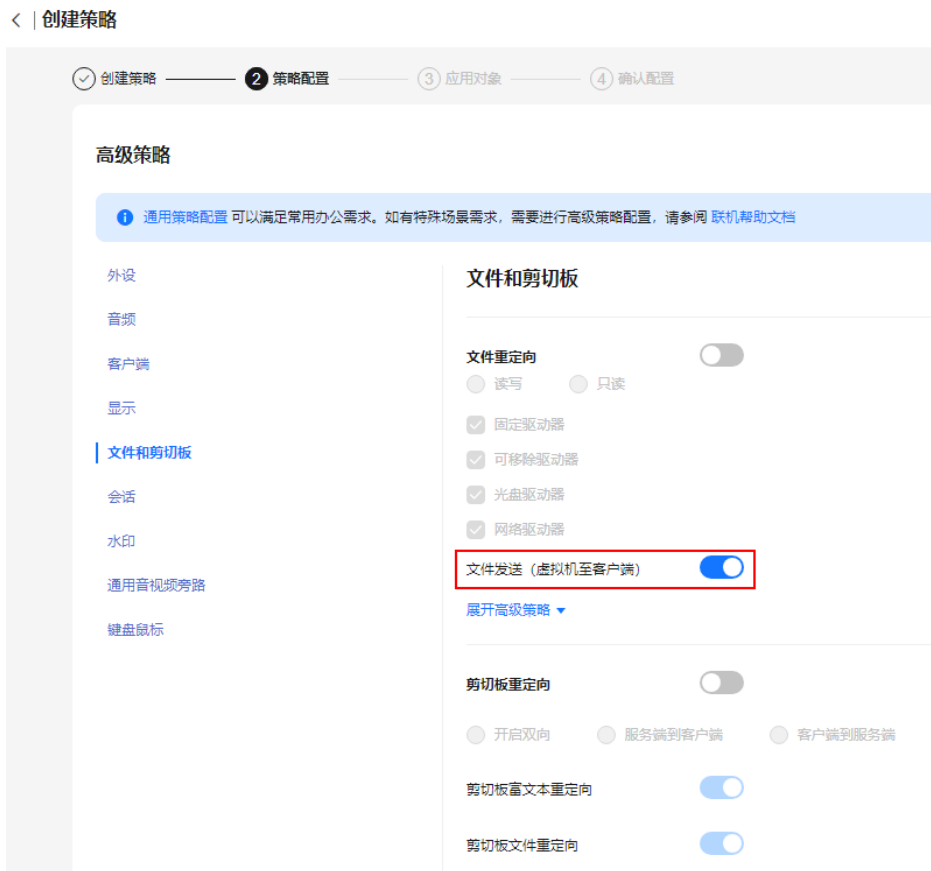 创建策略
创建策略 2 策略配置 3 应用对象 4 确认配置
高级策略
通用策略配置 可以满足常用办公需求。如有特殊场景需求，需要进行高级策略配置，请参阅 联机帮助文档
外设
音频
客户端
显示
文件和剪切板
会话
水印
通用音视频旁路
键盘鼠标
文件和剪切板
文件重定向
读写 只读
固定驱动器
可移除驱动器
光盘驱动器
网络驱动器
文件发送（虚拟机至客户端）
展开高级策略
剪切板重定向
开启双向 服务端到客户端 客户端到服务端
剪切板富文本重定向
剪切板文件重定向